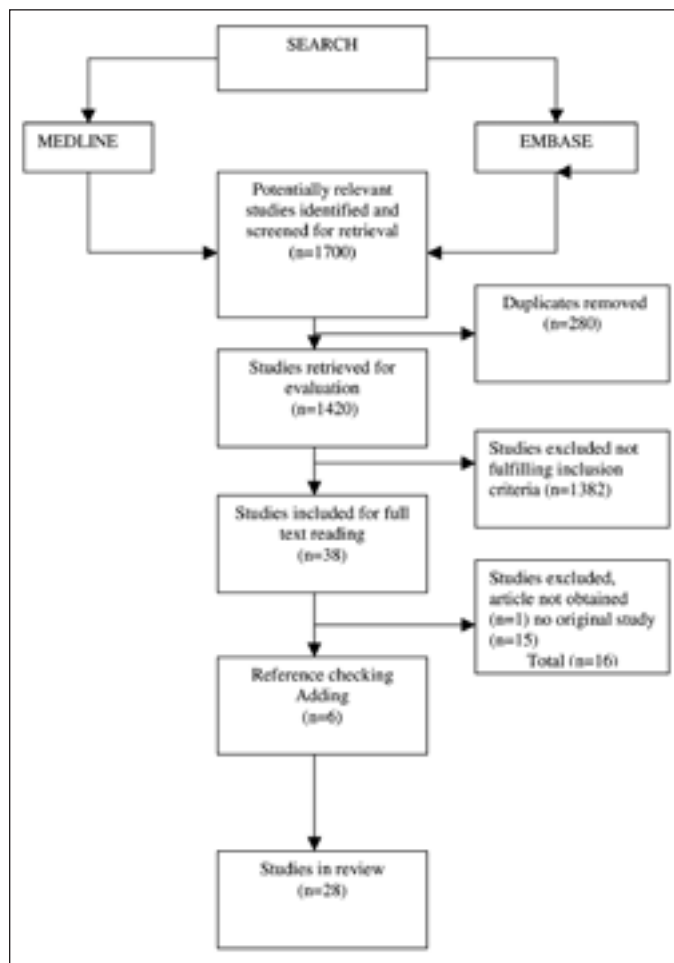 SEARCH
MEDLINE
EMBASE
Potentially relevant
studies identified and
screened for retrieval
(n=1700)
Duplicates removed
(n=280)
Studies retrieved for
evaluation
(n=1420)
Studies excluded not
fulfilling inclusion
criteria (n=1382)
Studies included for full
text reading
(n=38)
Studies excluded,
article not obtained
(n=1) no original study
(n=15)
Total (n=16)
Reference checking
Adding
(n=6)
Studies in review
(n=28)